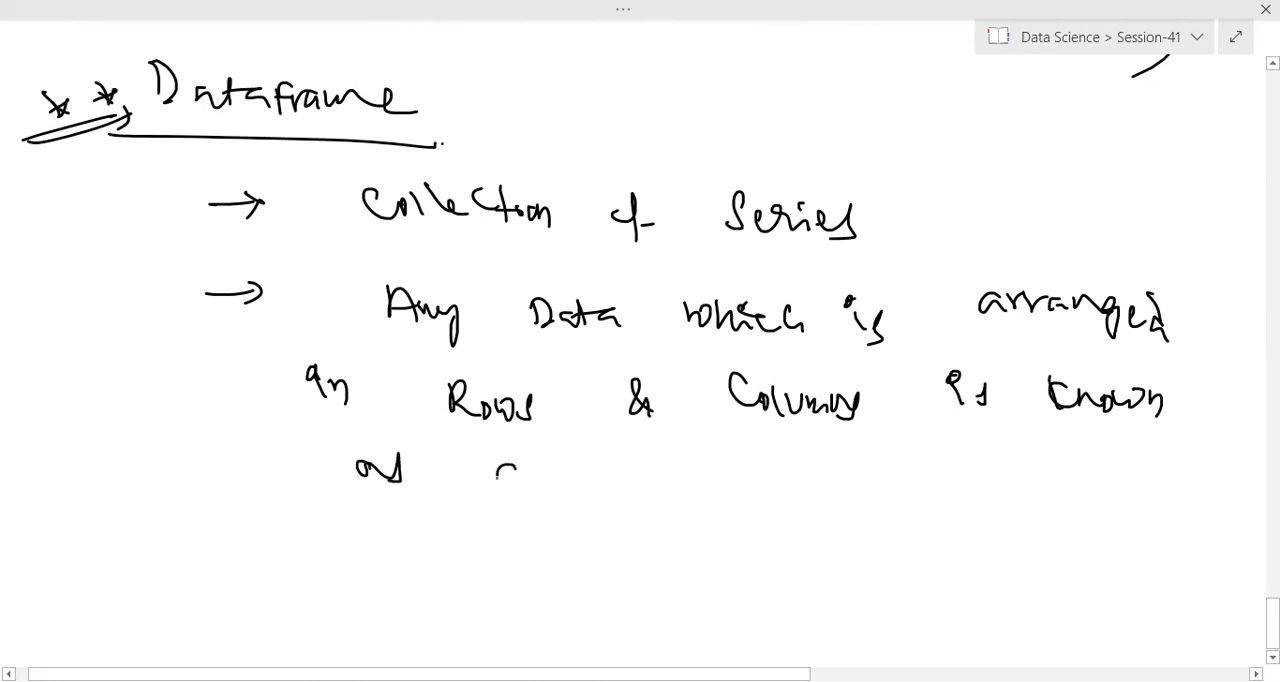 Data Science > Session-41
Dataframe
→ Collection of Series
→ Any Data which is arranged
in Rows & Columns is known
as